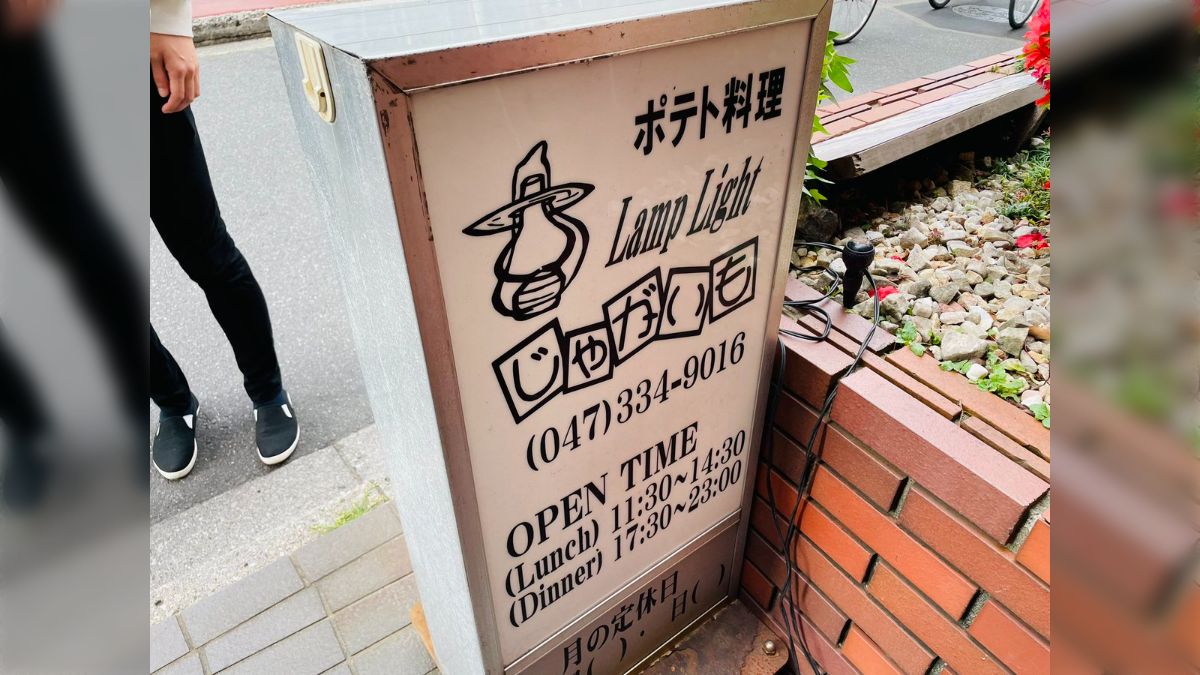 ポテト料理
Lamp Light
じゃがいも
(047)334-9016
OPEN TIME
(Lunch) 11:30~14:30
(Dinner) 17:30~23:00
月の定休日
( )・日( )